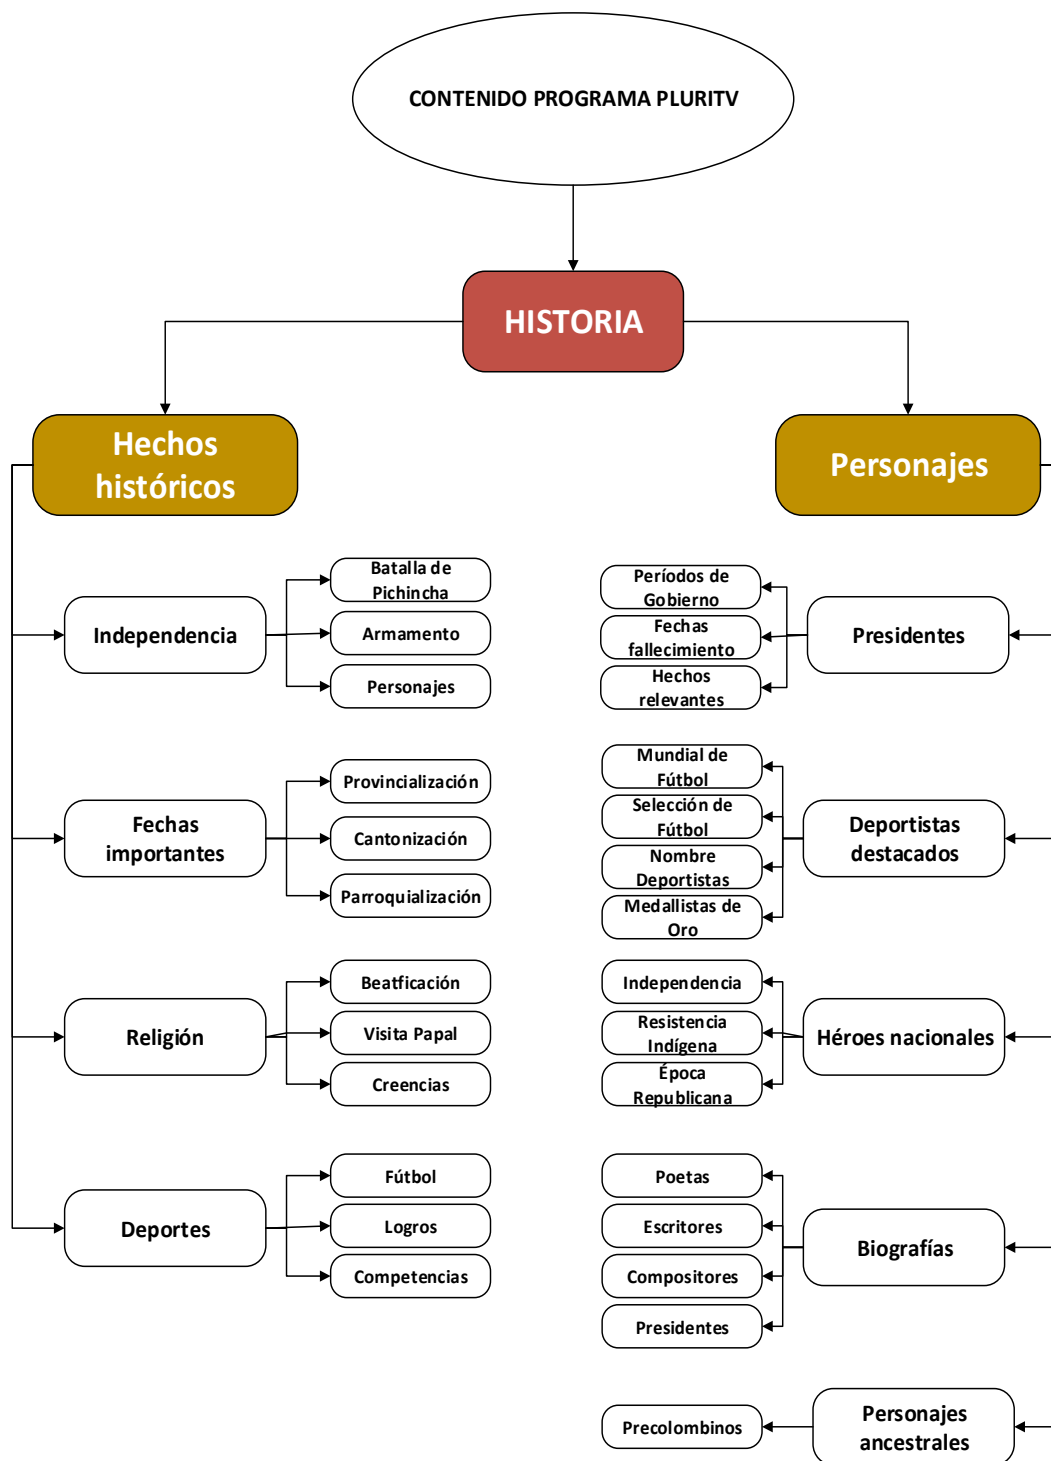 CONTENIDO PROGRAMA PLURITV
HISTORIA
Hechos
históricos
Personajes
Independencia
Batalla de
Pichincha
Armamento
Personajes
Períodos de
Gobierno
Fechas
fallecimiento
Hechos
relevantes
Presidentes
Fechas
importantes
Provincialización
Cantonización
Parroquialización
Mundial de
Fútbol
Selección de
Fútbol
Nombre
Deportistas
Medallistas de
Oro
Deportistas
destacados
Religión
Beatficación
Visita Papal
Creencias
Independencia
Resistencia
Indígena
Época
Republicana
Héroes nacionales
Deportes
Fútbol
Logros
Competencias
Poetas
Escritores
Compositores
Presidentes
Biografías
Precolombinos
Personajes
ancestrales